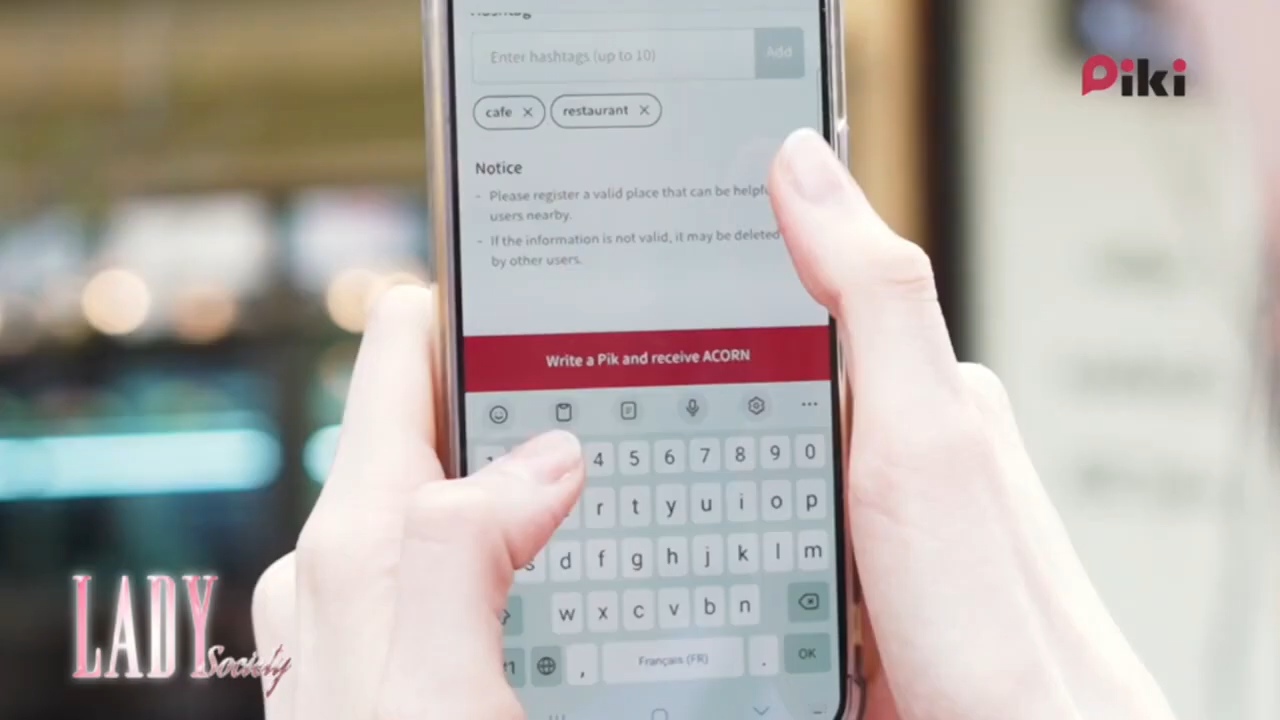 Hashtag
Enter hashtags (up to 10) Add
cafe × restaurant ×
Piki
Notice
- Please register a valid place that can be
users nearby.
- If the information is not valid, it may be deleted
by other users.
Write a Pik and receive ACORN
4 5 6 7 8 9 0
r t y u i o p
s d f g h j k l m
w x c v b n
, Français (FR) . OK
LADY
Society